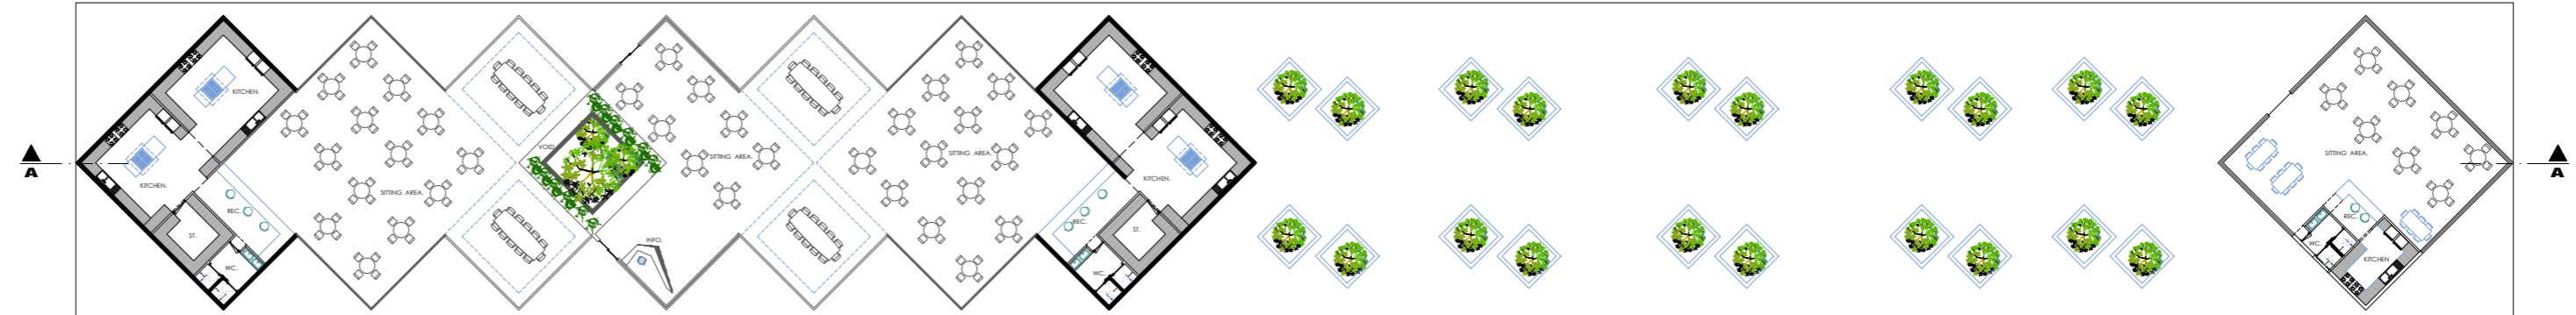 KITCHEN.
KITCHEN.
REC.
ST.
WC.
SITTING AREA.
VOID
INFO.
SITTING AREA.
SITTING AREA.
KITCHEN.
REC.
ST.
WC.
SITTING AREA.
REC.
WC.
KITCHEN
A
A